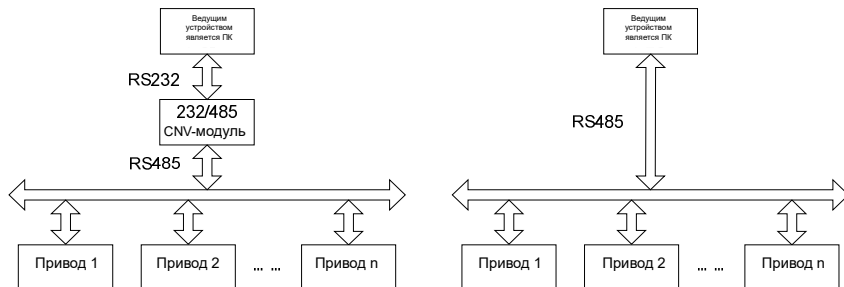 Ведущим
устройством
является ПК
RS232
232/485
CNV-модуль
RS485
Привод 1
Привод 2
... ...
Привод n
Ведущим
устройством
является ПК
RS485
Привод 1
Привод 2
... ...
Привод n